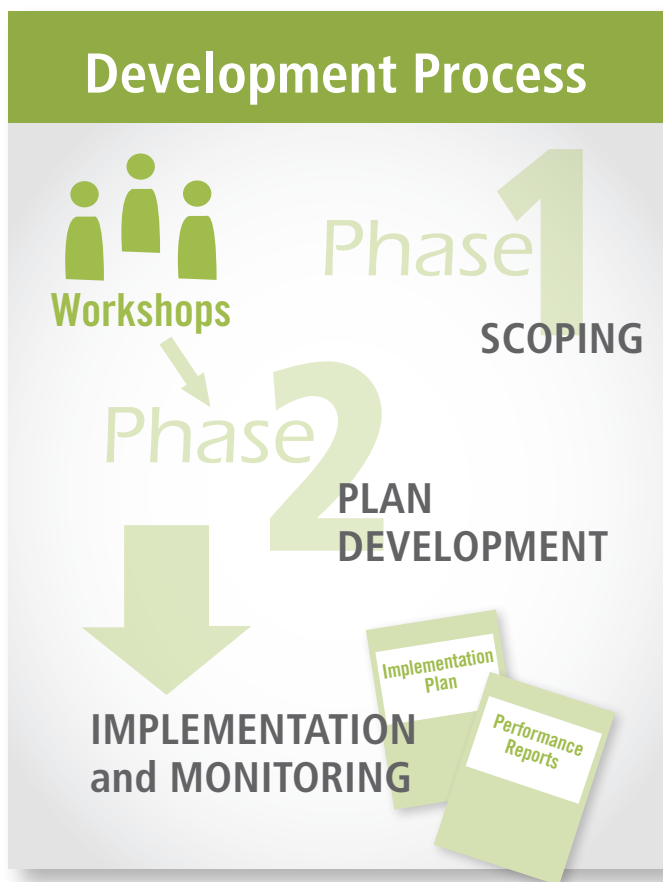 Development Process
Workshops
Phase 1
SCOPING
Phase 2
PLAN
DEVELOPMENT
IMPLEMENTATION
and MONITORING
Implementation
Plan
Performance
Reports